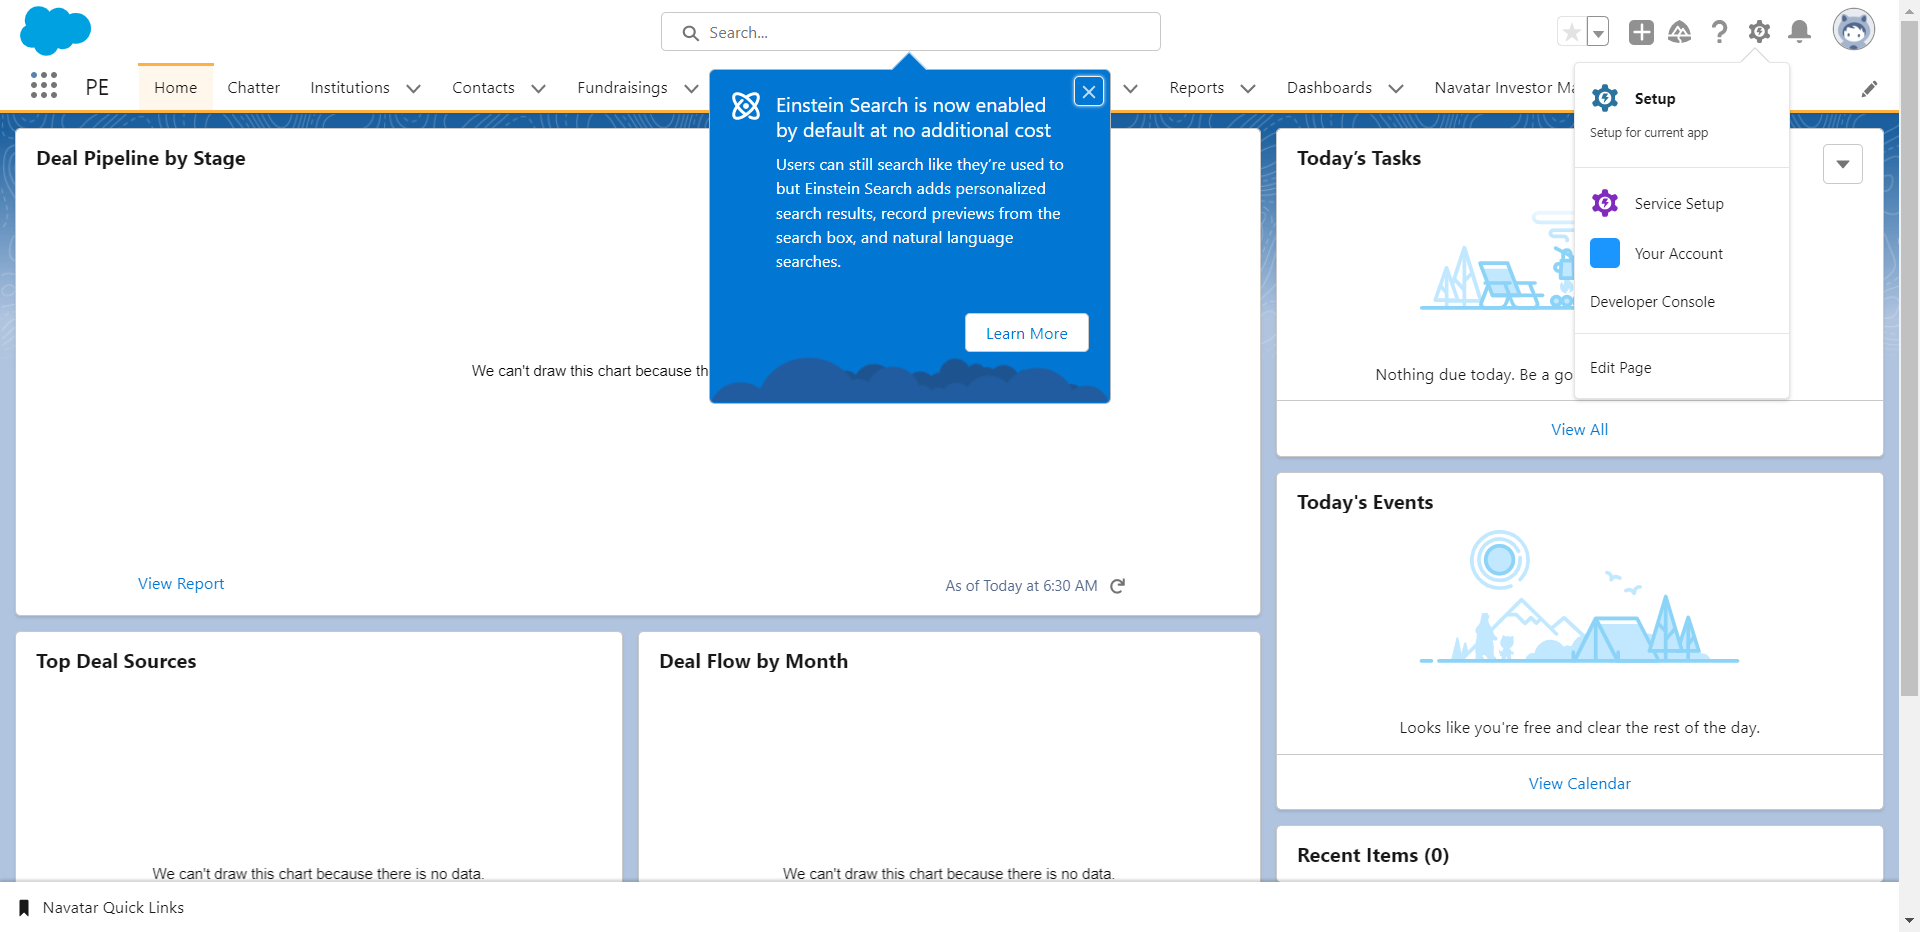 Search...
PE
Home
Chatter
Institutions
Contacts
Fundraisings
Reports
Dashboards
Navatar Investor Ma
Einstein Search is now enabled
by default at no additional cost
Users can still search like they’re used to
but Einstein Search adds personalized
search results, record previews from the
search box, and natural language
searches.
Learn More
Setup
Setup for current app
Service Setup
Your Account
Developer Console
Edit Page
Deal Pipeline by Stage
We can't draw this chart because th
View Report
As of Today at 6:30 AM
Today’s Tasks
Nothing due today. Be a go
View All
Today's Events
Looks like you're free and clear the rest of the day.
View Calendar
Top Deal Sources
We can't draw this chart because there is no data.
Deal Flow by Month
We can't draw this chart because there is no data.
Recent Items (0)
Navatar Quick Links